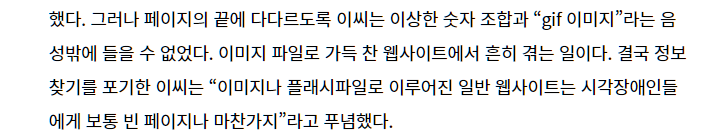 했다. 그러나 페이지의 끝에 다다르도록 이씨는 이상한 숫자 조합과 “gif 이미지”라는 음
성밖에 들을 수 없었다. 이미지 파일로 가득 찬 웹사이트에서 흔히 겪는 일이다. 결국 정보
찾기를 포기한 이씨는 “이미지나 플래시파일로 이루어진 일반 웹사이트는 시각장애인들
에게 보통 빈 페이지나 마찬가지”라고 푸념했다.